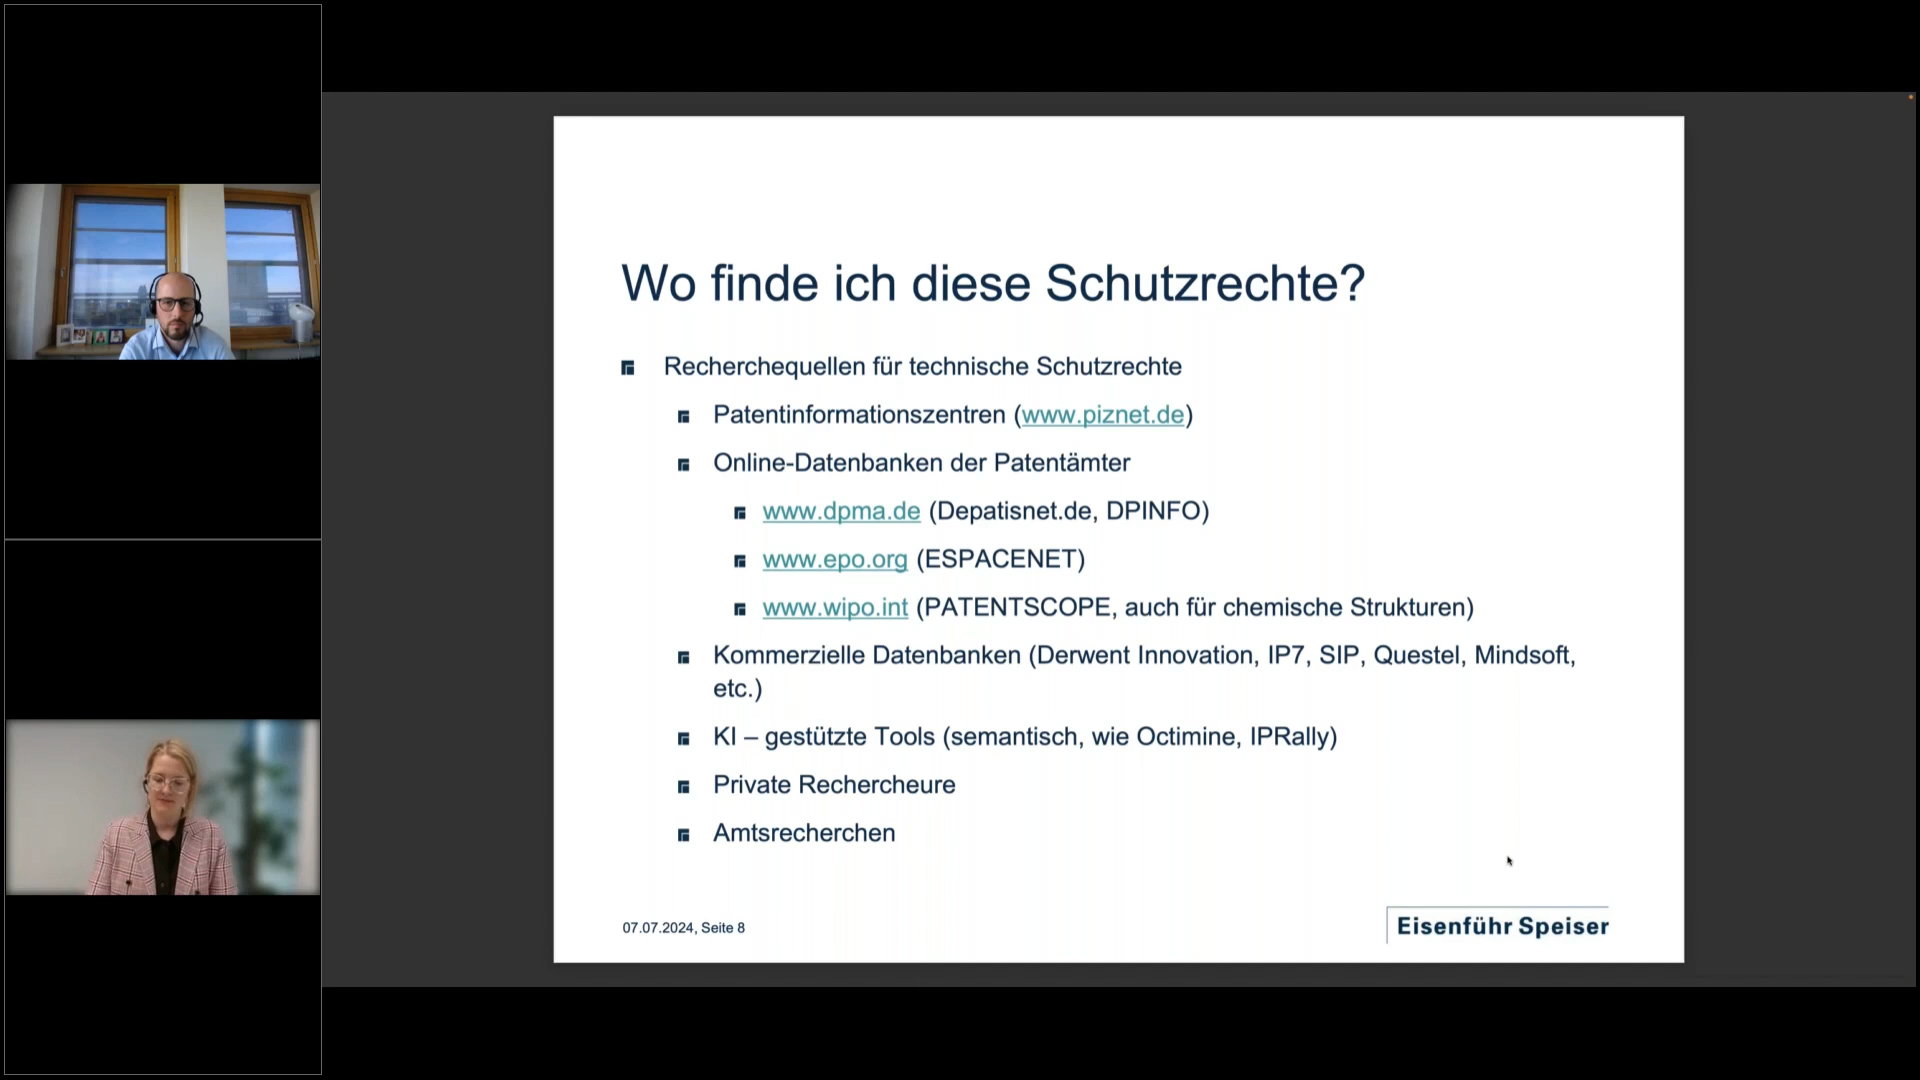 Wo finde ich diese Schutzrechte?
Recherchequellen für technische Schutzrechte
Patentinformationszentren (www.piznet.de)
Online-Datenbanken der Patentämter
www.dpma.de (Depatisnet.de, DPINFO)
www.epo.org (ESPACENET)
www.wipo.int (PATENTSCOPE, auch für chemische Strukturen)
Kommerzielle Datenbanken (Derwent Innovation, IP7, SIP, Questel, Mindsoft,
etc.)
KI – gestützte Tools (semantisch, wie Octimine, IPRally)
Private Rechercheure
Amtsrecherchen
07.07.2024, Seite 8
Eisenführ Speiser